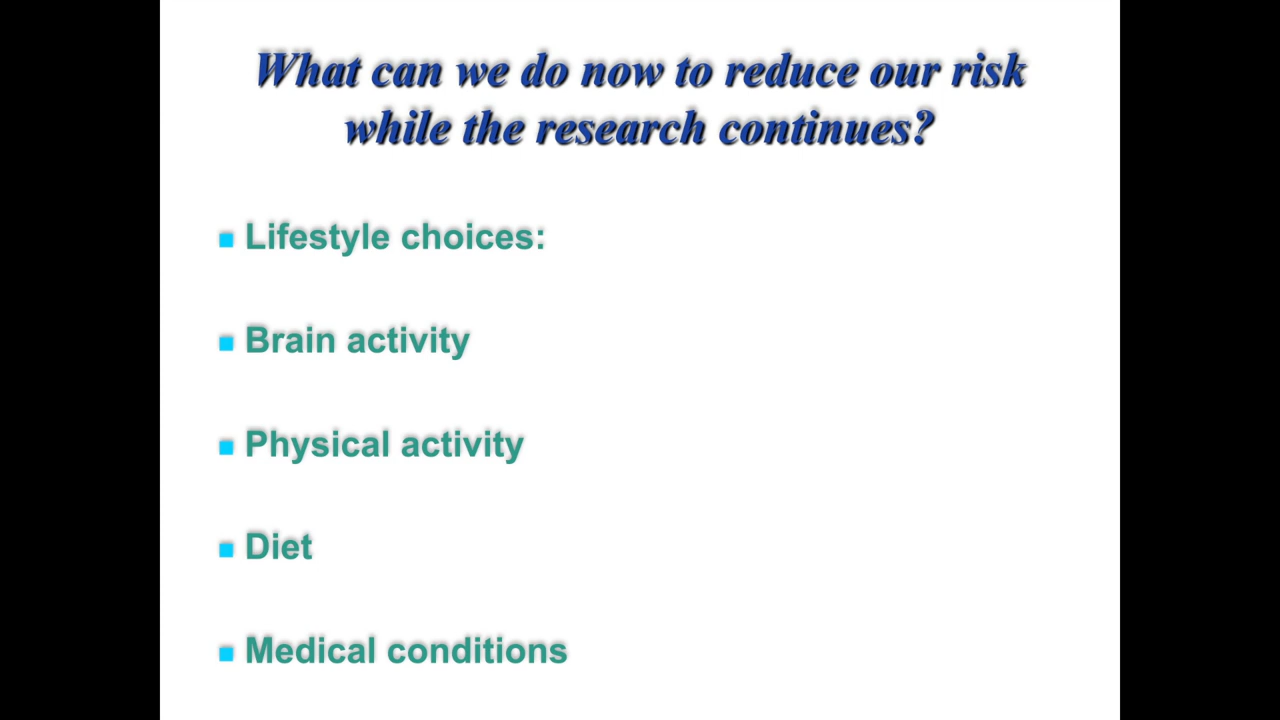 What can we do now to reduce our risk
while the research continues?
Lifestyle choices:
Brain activity
Physical activity
Diet
Medical conditions